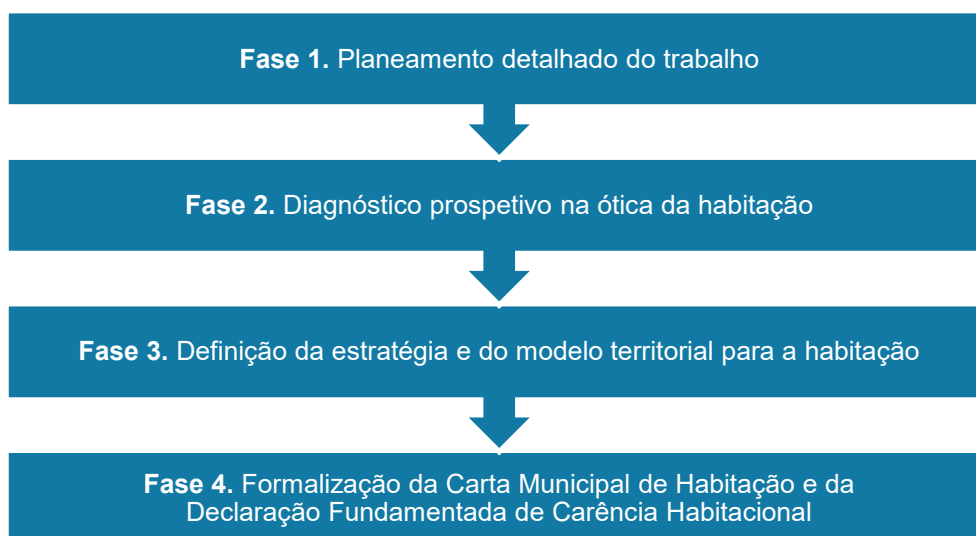 Fase 1. Planeamento detalhado do trabalho
Fase 2. Diagnóstico prospetivo na ótica da habitação
Fase 3. Definição da estratégia e do modelo territorial para a habitação
Fase 4. Formalização da Carta Municipal de Habitação e da
Declaração Fundamentada de Carência Habitacional